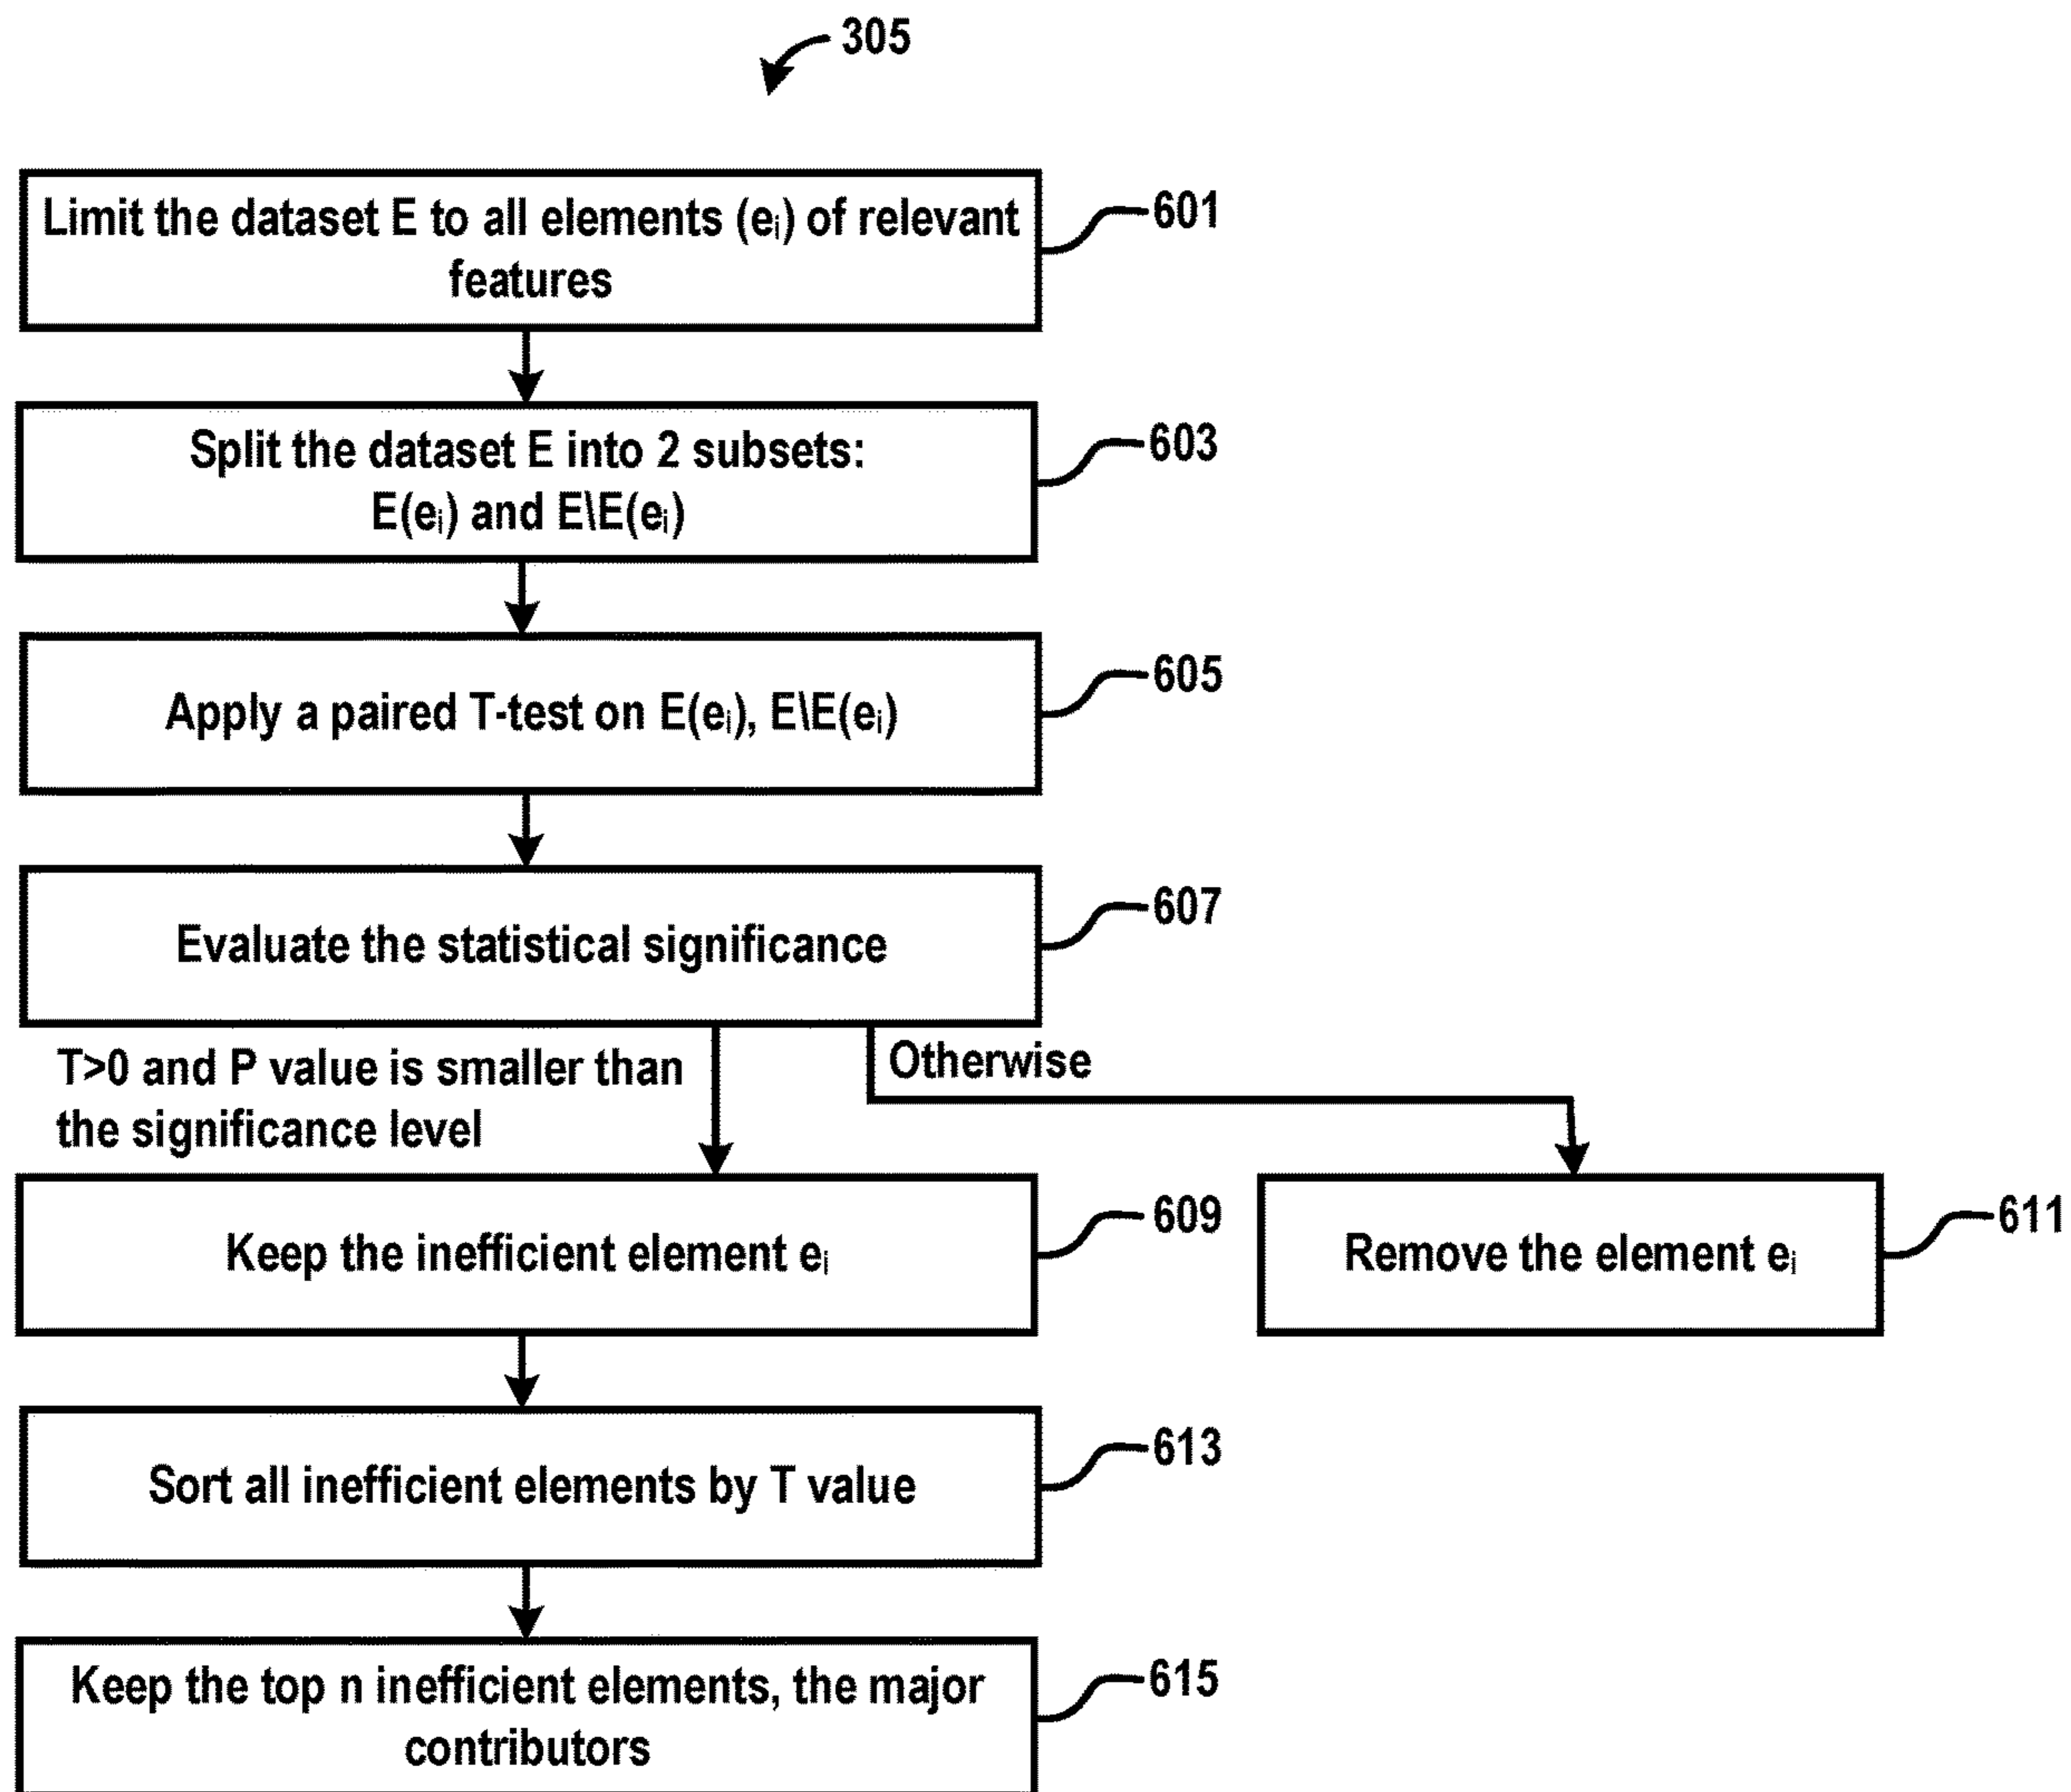 305
Limit the dataset E to all elements (eᵢ) of relevant
features
601
Split the dataset E into 2 subsets:
E(eᵢ) and E\E(eᵢ)
603
Apply a paired T-test on E(eᵢ), E\E(eᵢ)
605
Evaluate the statistical significance
607
T>0 and P value is smaller than
the significance level
Otherwise
Keep the inefficient element eᵢ
609
Remove the element eᵢ
611
Sort all inefficient elements by T value
613
Keep the top n inefficient elements, the major
contributors
615